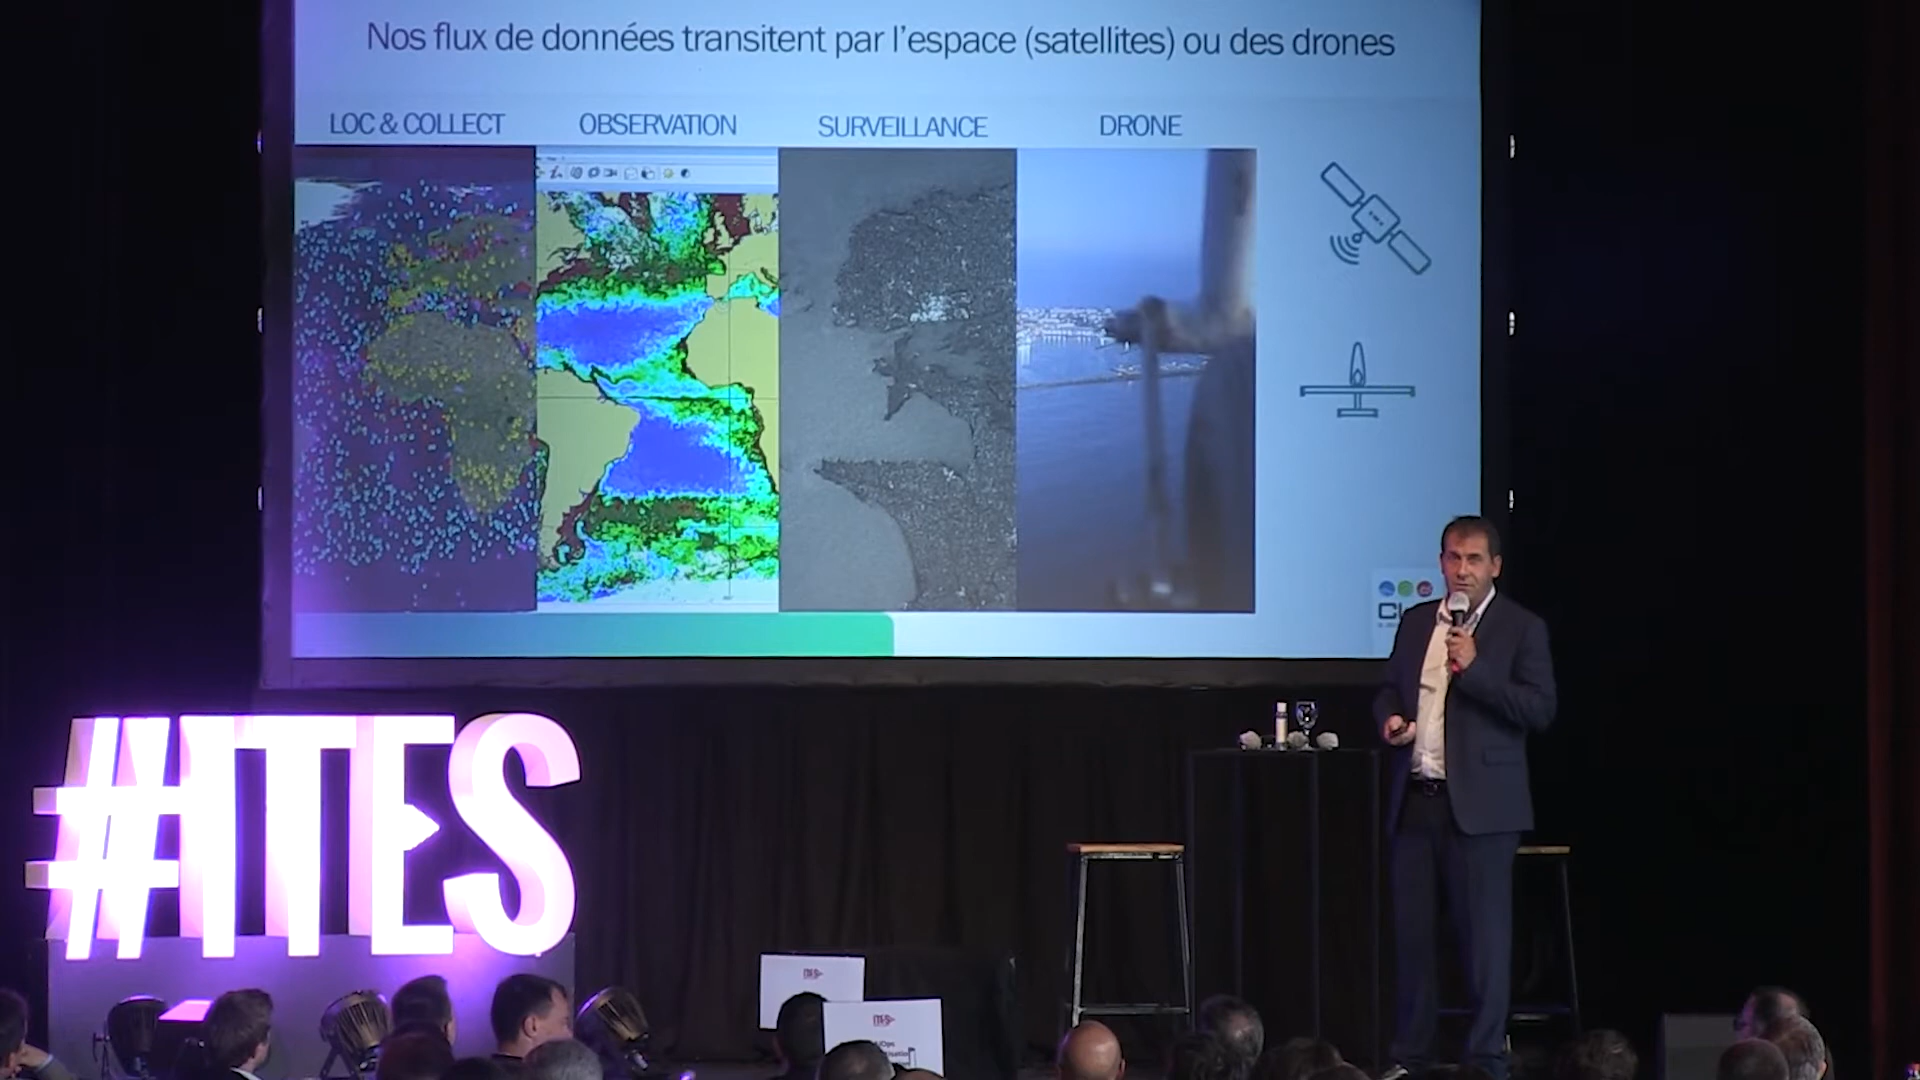 Nos flux de données transitent par l'espace (satellites) ou des drones
LOC & COLLECT
OBSERVATION
SURVEILLANCE
DRONE
#ITES